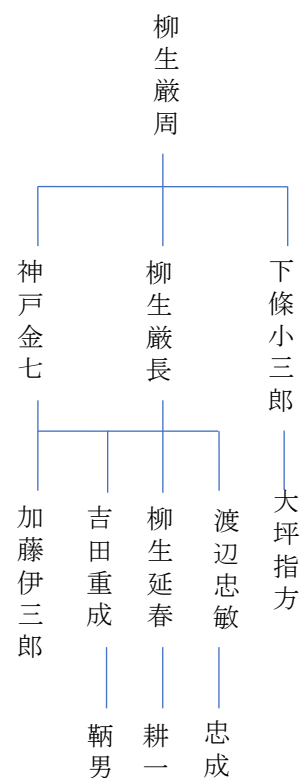 柳生厳周
下條小三郎
柳生厳長
神戸金七
大坪指方
渡辺忠敏
柳生延春
吉田重成
加藤伊三郎
忠成
耕一
鞆男